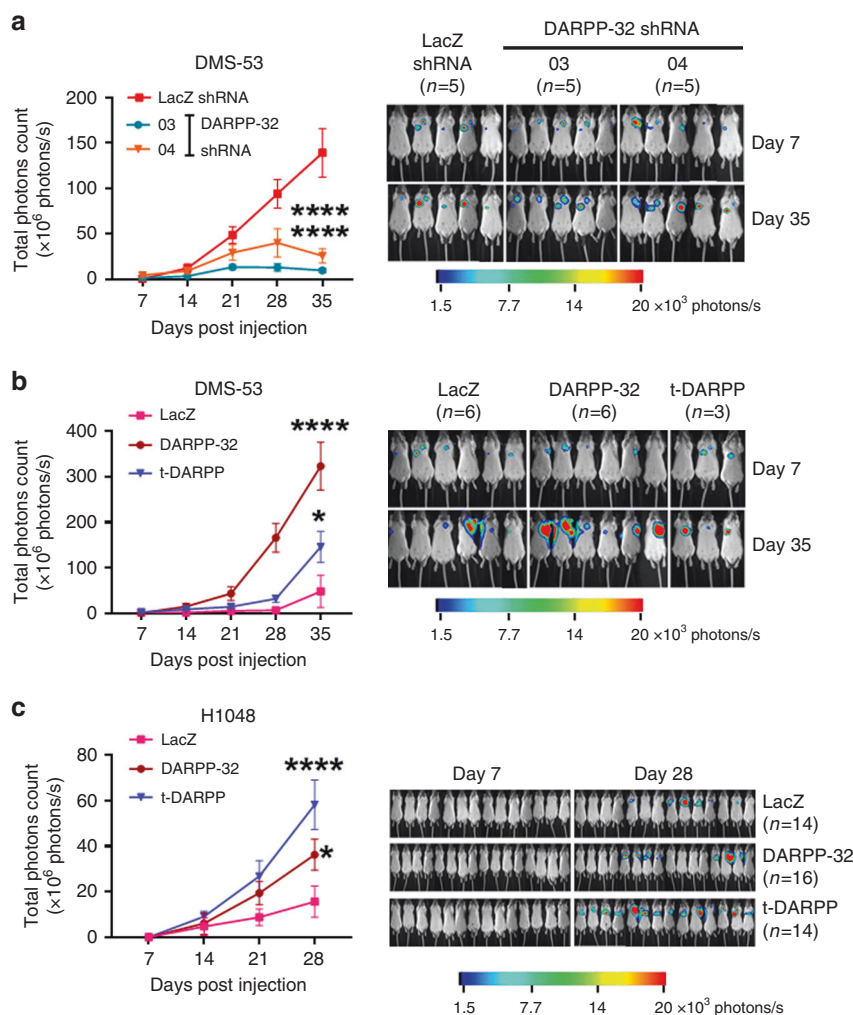 a
DMS-53
Total photons count
(×10⁶ photons/s)
200
150
100
50
0
7 14 21 28 35
Days post injection
LacZ shRNA
03
04
DARPP-32
shRNA
****
****
LacZ
shRNA
(n=5)
DARPP-32 shRNA
03
(n=5)
04
(n=5)
Day 7
Day 35
1.5 7.7 14 20 ×10³ photons/s
b
DMS-53
Total photons count
(×10⁶ photons/s)
400
300
200
100
0
7 14 21 28 35
Days post injection
LacZ
DARPP-32
t-DARPP
****
*
LacZ
(n=6)
DARPP-32
(n=6)
t-DARPP
(n=3)
Day 7
Day 35
1.5 7.7 14 20 ×10³ photons/s
c
H1048
Total photons count
(×10⁶ photons/s)
80
60
40
20
0
7 14 21 28
Days post injection
LacZ
DARPP-32
t-DARPP
****
*
Day 7 Day 28
LacZ
(n=14)
DARPP-32
(n=16)
t-DARPP
(n=14)
1.5 7.7 14 20 ×10³ photons/s